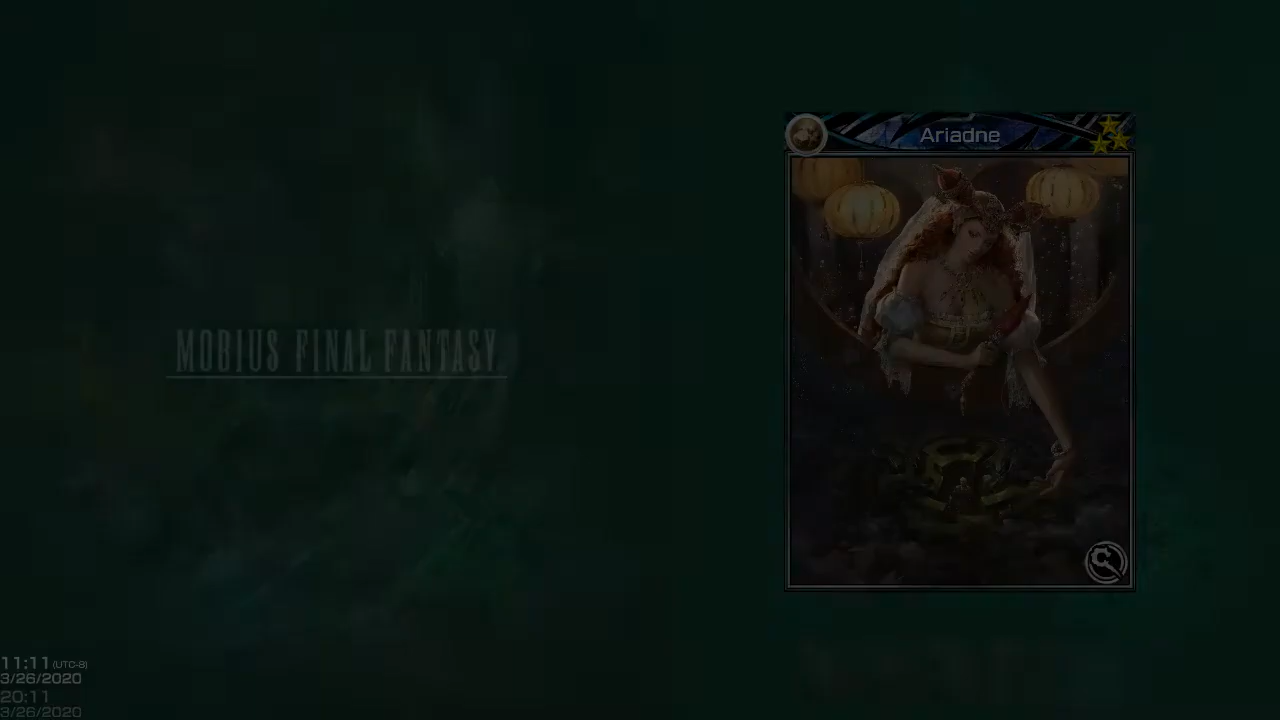 Ariadne
MOBIUS FINAL FANTASY
11:11 (UTC-8)
3/26/2020
20:11
3/26/2020